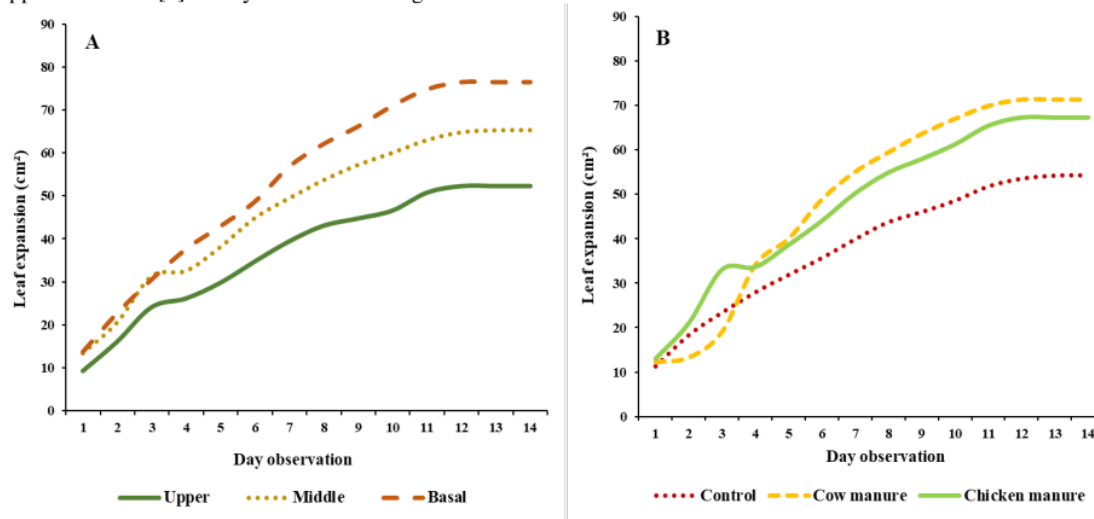 A
90
80
70
60
50
40
30
20
10
0
Leaf expansion (cm²)
1 2 3 4 5 6 7 8 9 10 11 12 13 14
Day observation
Upper Middle Basal
B
90
80
70
60
50
40
30
20
10
0
Leaf expansion (cm²)
1 2 3 4 5 6 7 8 9 10 11 12 13 14
Day observation
Control Cow manure Chicken manure